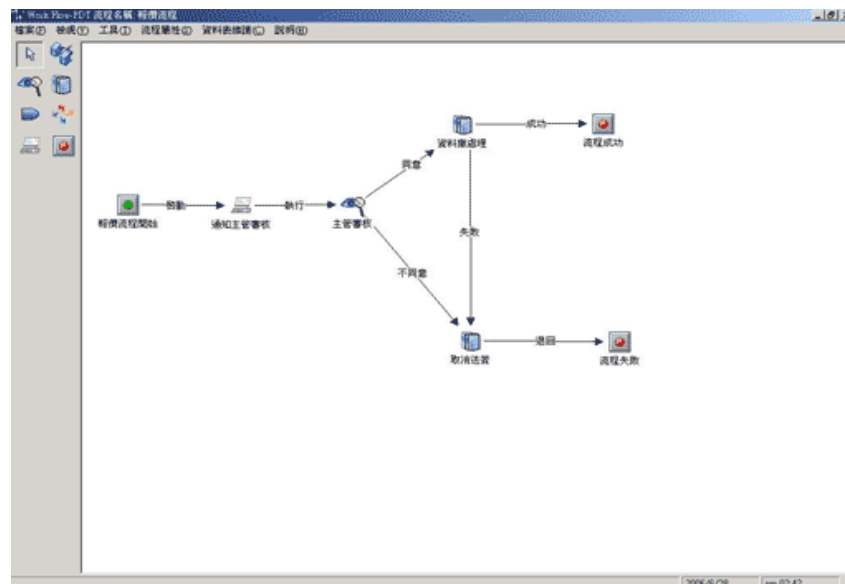 Work Flow-PDT 流程名稱:報價流程
檔案(F) 檢視(Y) 工具(T) 流程屬性(G) 資料表維護(C) 說明(H)
資料庫處理
成功
流程成功
同意
報價流程開始
啟動
通知主管審核
執行
主管審核
失敗
不同意
取消送簽
退回
流程失敗
2006/6/28
pm 02:42